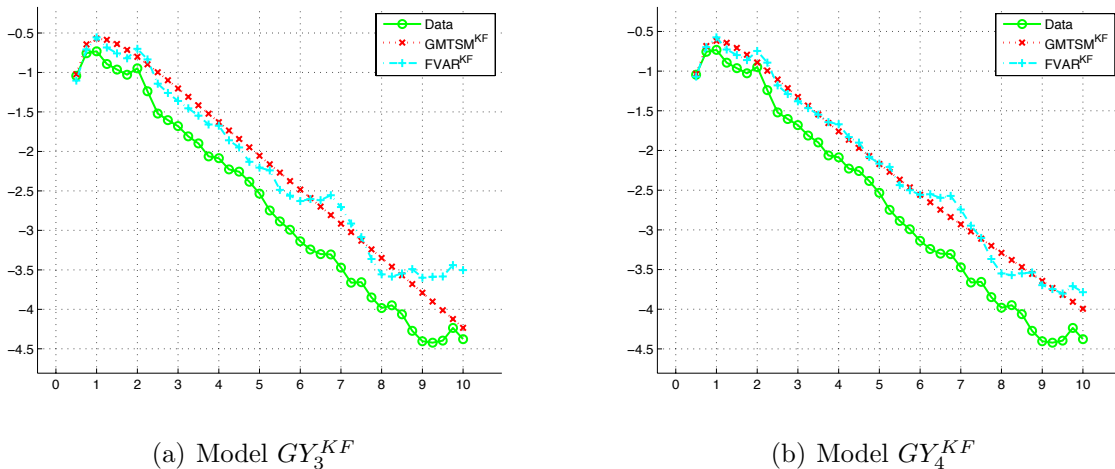 −0.5
−1
−1.5
−2
−2.5
−3
−3.5
−4
−4.5
0 1 2 3 4 5 6 7 8 9 10
Data
GMTSM^KF
FVAR^KF
(a) Model GY_3^{KF}
−0.5
−1
−1.5
−2
−2.5
−3
−3.5
−4
−4.5
0 1 2 3 4 5 6 7 8 9 10
Data
GMTSM^KF
FVAR^KF
(b) Model GY_4^{KF}